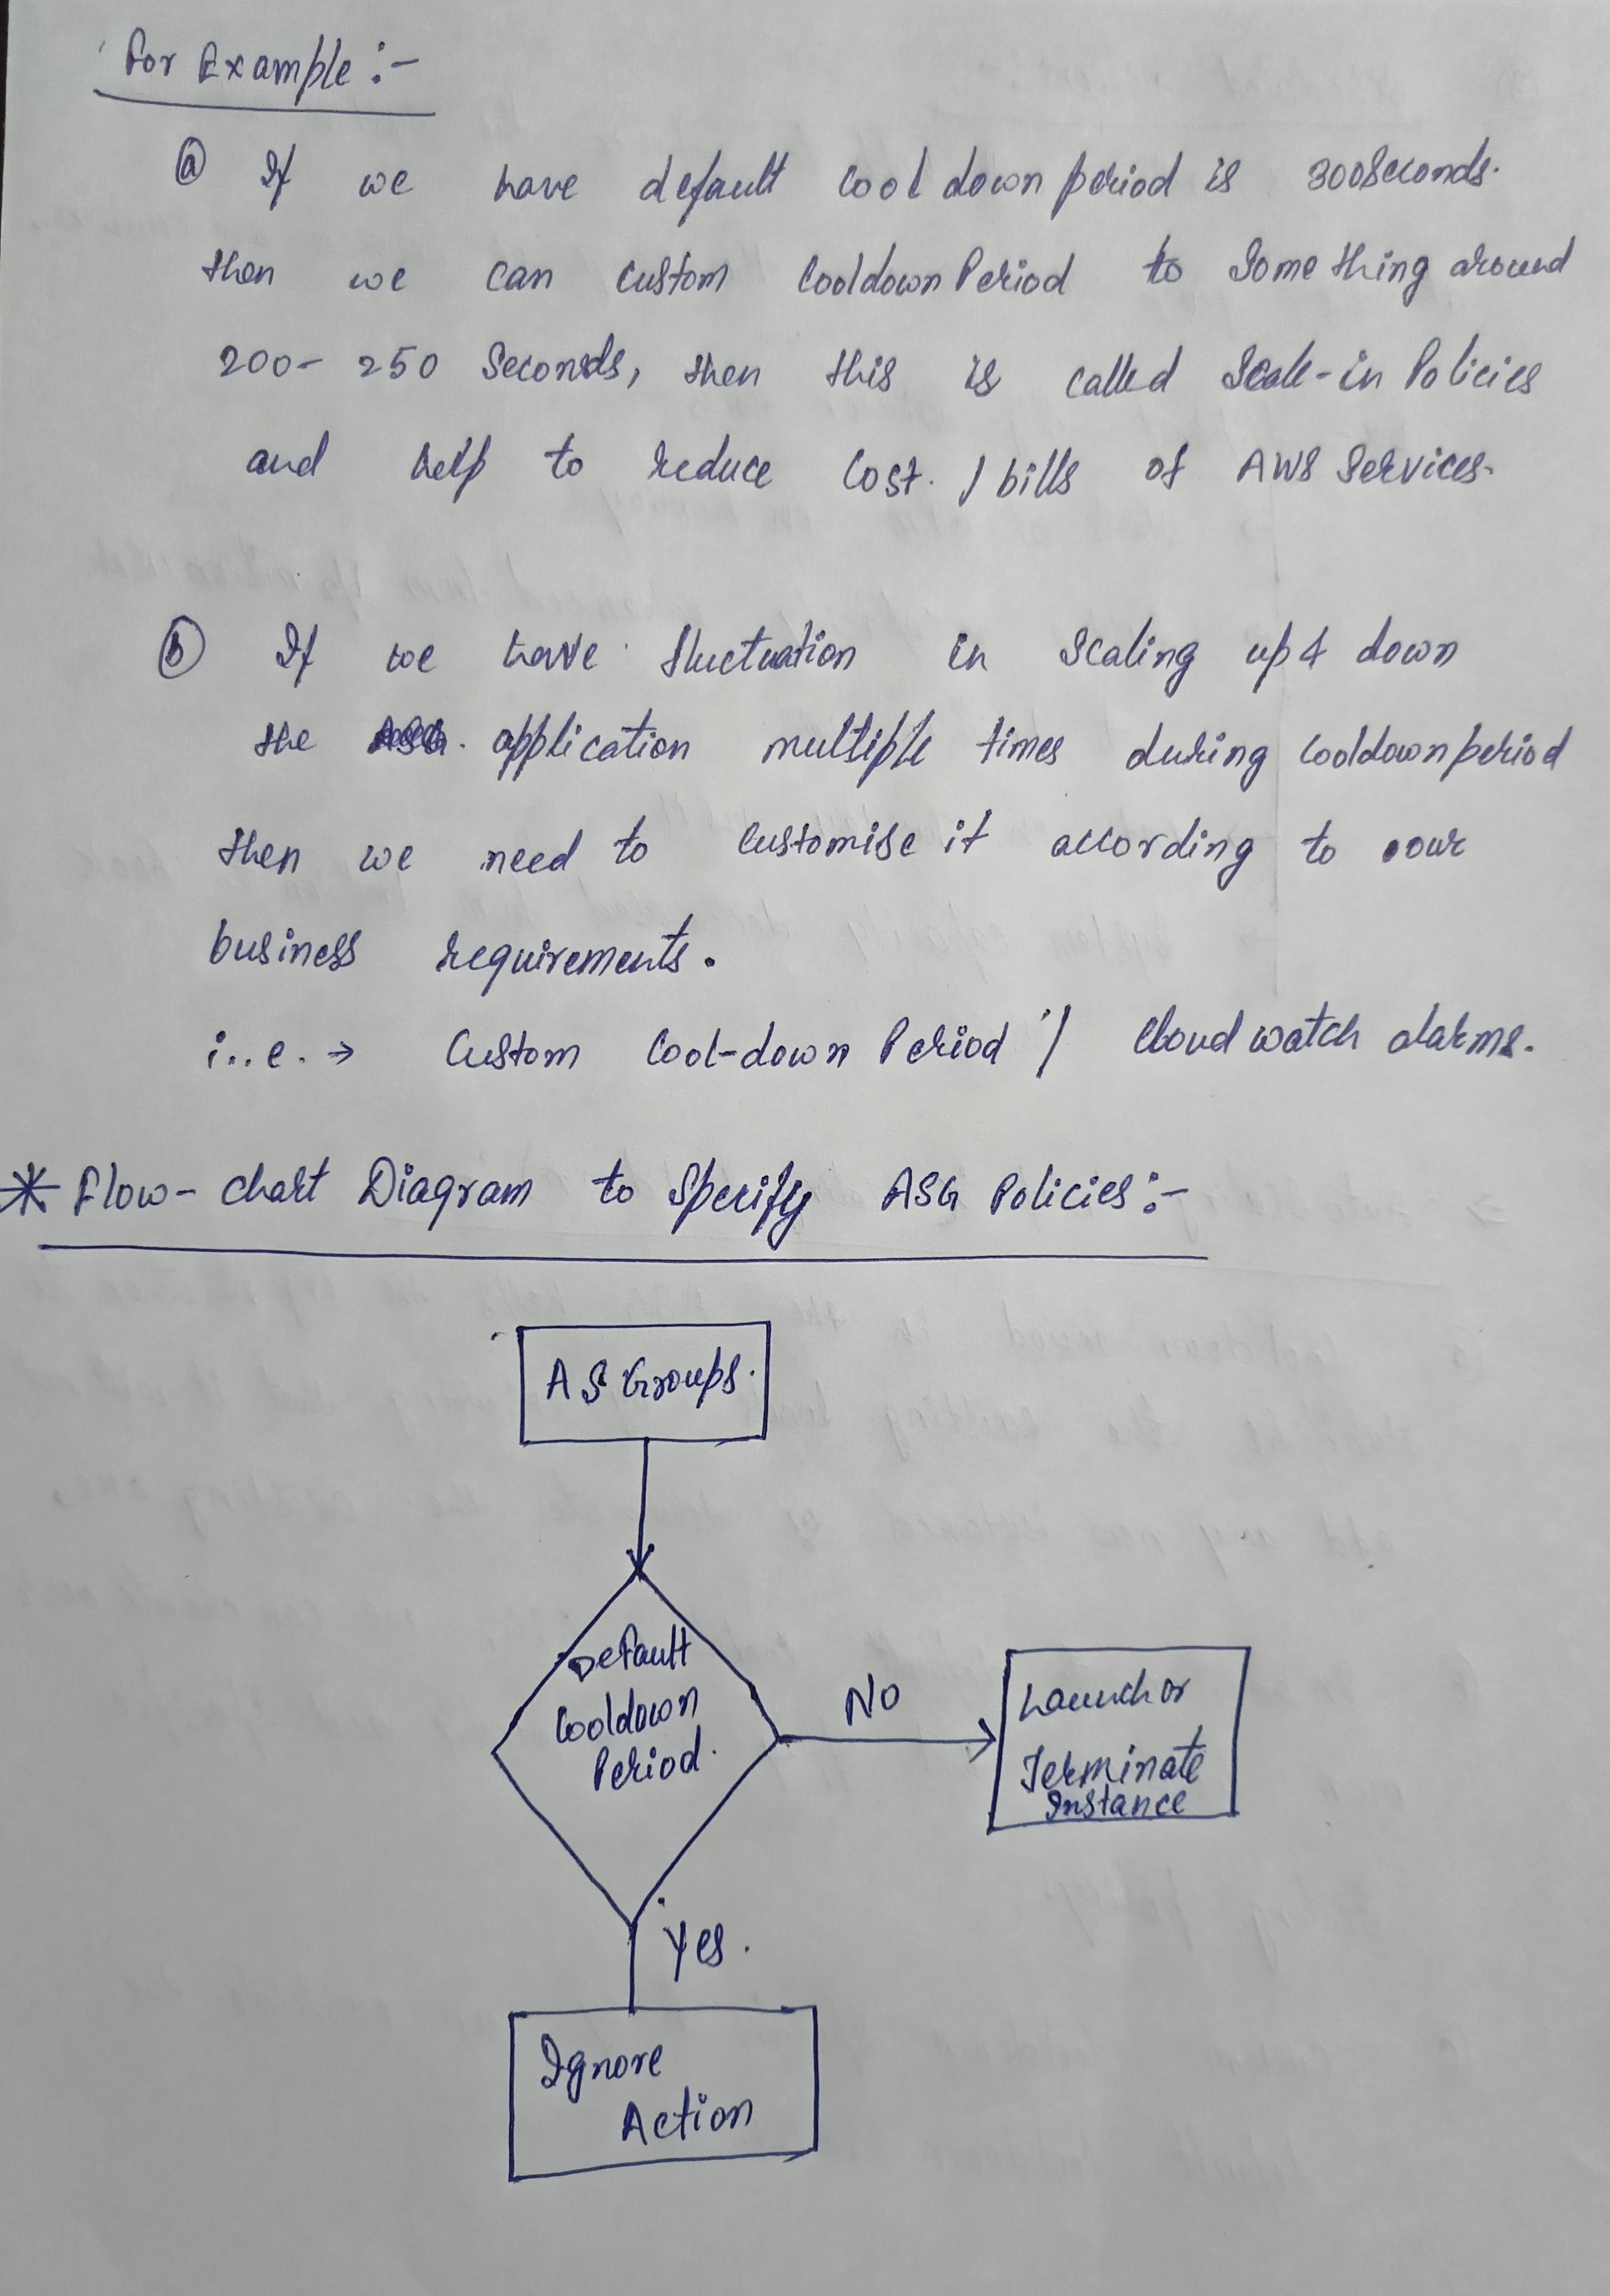 For Example :-
(a) If we have default Cool down period is 300Seconds.
then we can custom Cooldown Period to Something around
200- 250 Seconds, then this is called Scale-in Policies
and help to reduce Cost. / bills of AWS Services.
(b) If we have fluctuation in Scaling up & down
the application multiple times during Cooldown period
then we need to Customise it according to our
business requirements.
i..e. → Custom Cool-down Period / Cloud watch alarms.
* Flow- chart Diagram to Specify ASG Policies :-
AS Groups.
Default
Cooldown
Period.
NO
Launch or
Terminate
Instance
Yes.
Ignore
Action